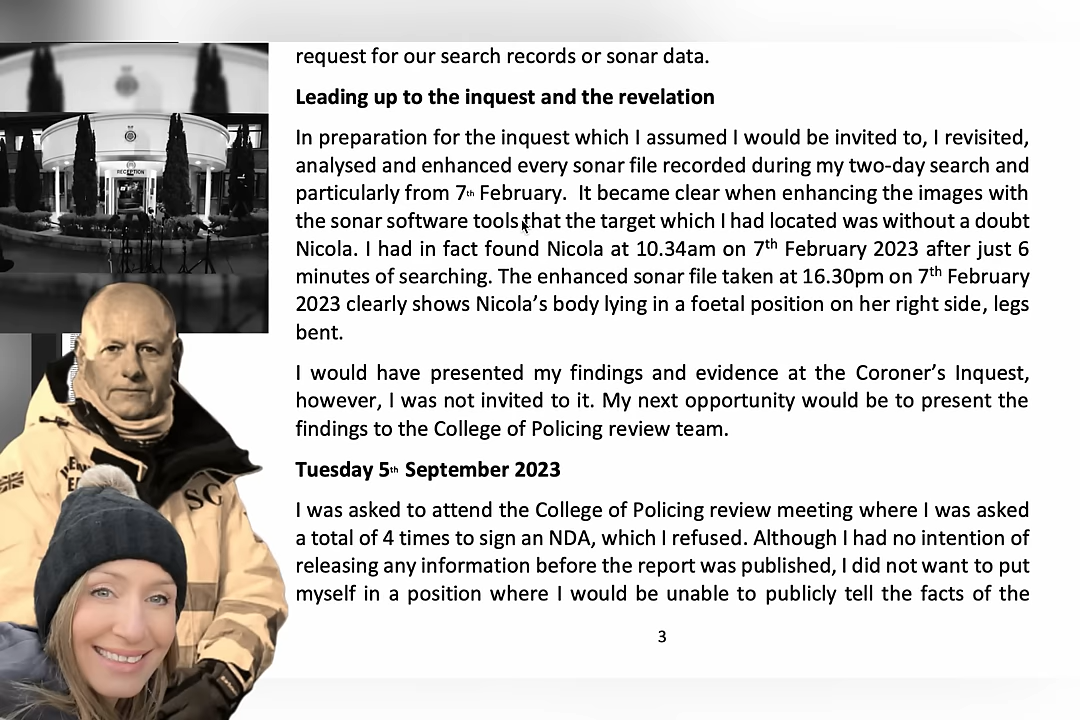 request for our search records or sonar data.
Leading up to the inquest and the revelation
In preparation for the inquest which I assumed I would be invited to, I revisited,
analysed and enhanced every sonar file recorded during my two-day search and
particularly from 7th February. It became clear when enhancing the images with
the sonar software tools that the target which I had located was without a doubt
Nicola. I had in fact found Nicola at 10.34am on 7th February 2023 after just 6
minutes of searching. The enhanced sonar file taken at 16.30pm on 7th February
2023 clearly shows Nicola’s body lying in a foetal position on her right side, legs
bent.
I would have presented my findings and evidence at the Coroner’s Inquest,
however, I was not invited to it. My next opportunity would be to present the
findings to the College of Policing review team.
Tuesday 5th September 2023
I was asked to attend the College of Policing review meeting where I was asked
a total of 4 times to sign an NDA, which I refused. Although I had no intention of
releasing any information before the report was published, I did not want to put
myself in a position where I would be unable to publicly tell the facts of the
3
RECEPTION
SG